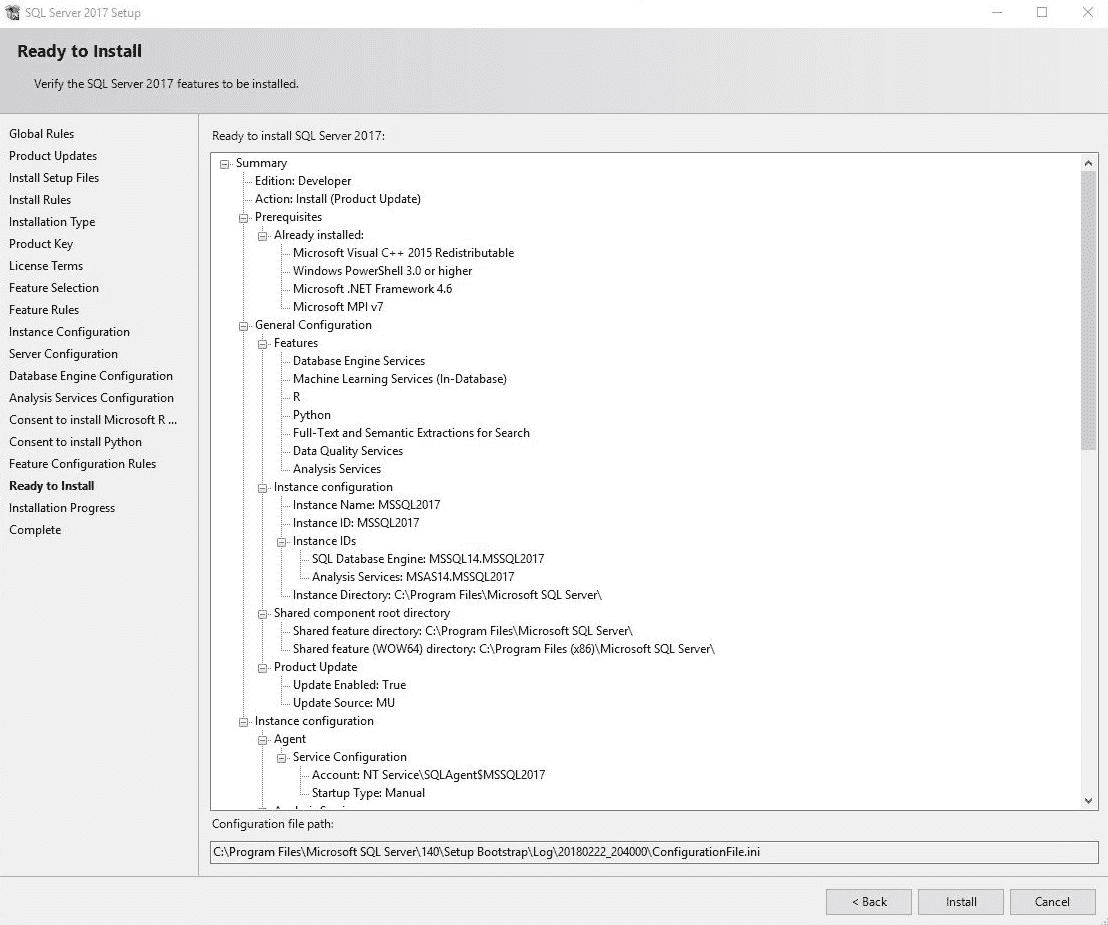 SQL Server 2017 Setup
Ready to Install
Verify the SQL Server 2017 features to be installed.
Global Rules
Product Updates
Install Setup Files
Install Rules
Installation Type
Product Key
License Terms
Feature Selection
Feature Rules
Instance Configuration
Server Configuration
Database Engine Configuration
Analysis Services Configuration
Consent to install Microsoft R ...
Consent to install Python
Feature Configuration Rules
Ready to Install
Installation Progress
Complete
Ready to install SQL Server 2017:
Summary
Edition: Developer
Action: Install (Product Update)
Prerequisites
Already installed:
Microsoft Visual C++ 2015 Redistributable
Windows PowerShell 3.0 or higher
Microsoft .NET Framework 4.6
Microsoft MPI v7
General Configuration
Features
Database Engine Services
Machine Learning Services (In-Database)
R
Python
Full-Text and Semantic Extractions for Search
Data Quality Services
Analysis Services
Instance configuration
Instance Name: MSSQL2017
Instance ID: MSSQL2017
Instance IDs
SQL Database Engine: MSSQL14.MSSQL2017
Analysis Services: MSAS14.MSSQL2017
Instance Directory: C:\Program Files\Microsoft SQL Server\
Shared component root directory
Shared feature directory: C:\Program Files\Microsoft SQL Server\
Shared feature (WOW64) directory: C:\Program Files (x86)\Microsoft SQL Server\
Product Update
Update Enabled: True
Update Source: MU
Instance configuration
Agent
Service Configuration
Account: NT Service\SQLAgent$MSSQL2017
Startup Type: Manual
Configuration file path:
C:\Program Files\Microsoft SQL Server\140\Setup Bootstrap\Log\20180222_204000\ConfigurationFile.ini
< Back
Install
Cancel